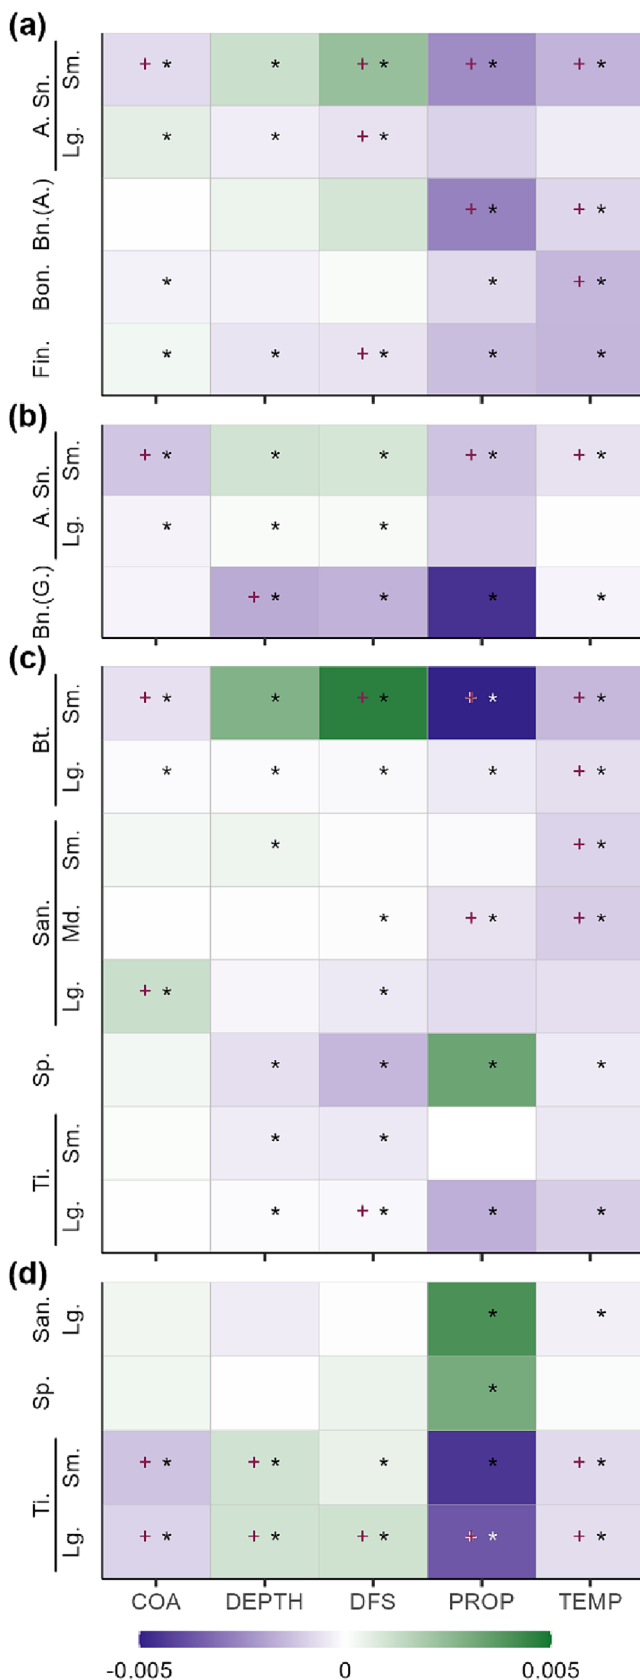 (a)
A. Sn.
Sm.
+ * * + * + * + *
Lg.
* * + *
Bn.(A.)
+ * + *
Bon.
* * + *
Fin.
* * + * * *
(b)
A. Sn.
Sm.
+ * * * + * + *
Lg.
* * *
Bn.(G.)
+ * * * *
(c)
Bt.
Sm.
+ * * + * + * + *
Lg.
* * * * + *
San.
Sm.
* + *
Md.
* + * + *
Lg.
+ * *
Sp.
* * * *
Ti.
Sm.
* *
Lg.
* + * * *
(d)
San.
Lg.
* *
Sp.
*
Ti.
Sm.
+ * + * * * + *
Lg.
+ * + * + * + * + *
COA DEPTH DFS PROP TEMP
-0.005 0 0.005